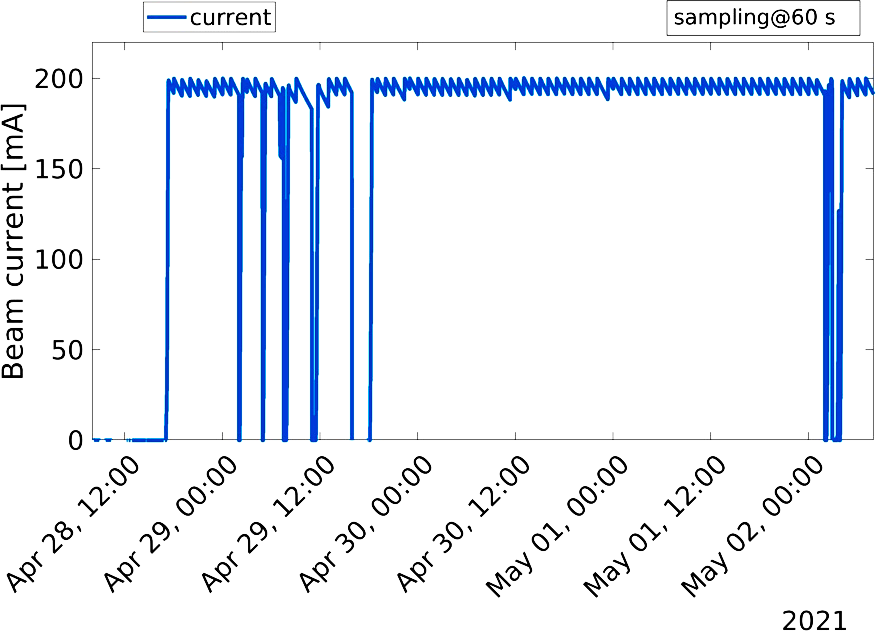 current
sampling@60 s
Beam current [mA]
200
150
100
50
0
Apr 28, 12:00
Apr 29, 00:00
Apr 29, 12:00
Apr 30, 00:00
Apr 30, 12:00
May 01, 00:00
May 01, 12:00
May 02, 00:00
2021